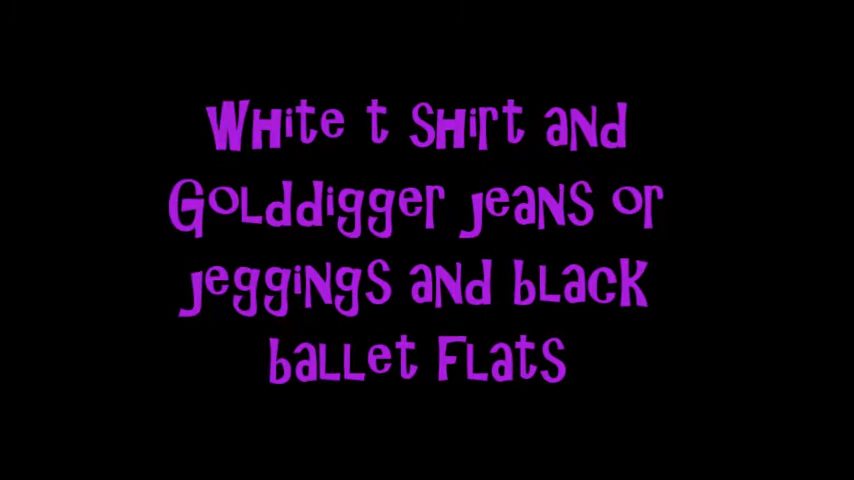 White t shirt and
Golddigger jeans or
jeggings and black
ballet flats